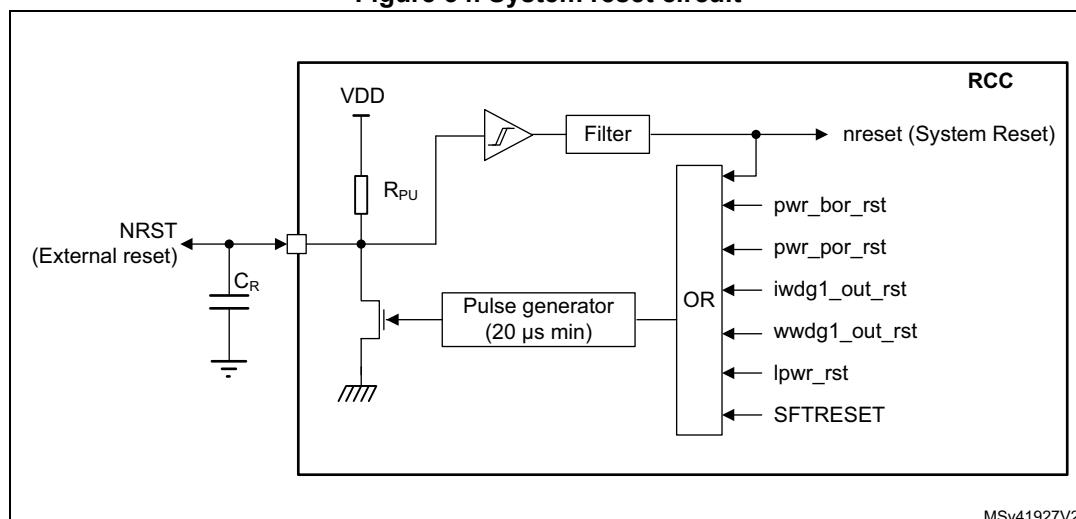 RCC
VDD
Filter
nreset (System Reset)
RPU
NRST
(External reset)
CR
pwr_bor_rst
pwr_por_rst
iwdg1_out_rst
wwdg1_out_rst
lpwr_rst
SFTRESET
OR
Pulse generator
(20 µs min)
MSv41927V2